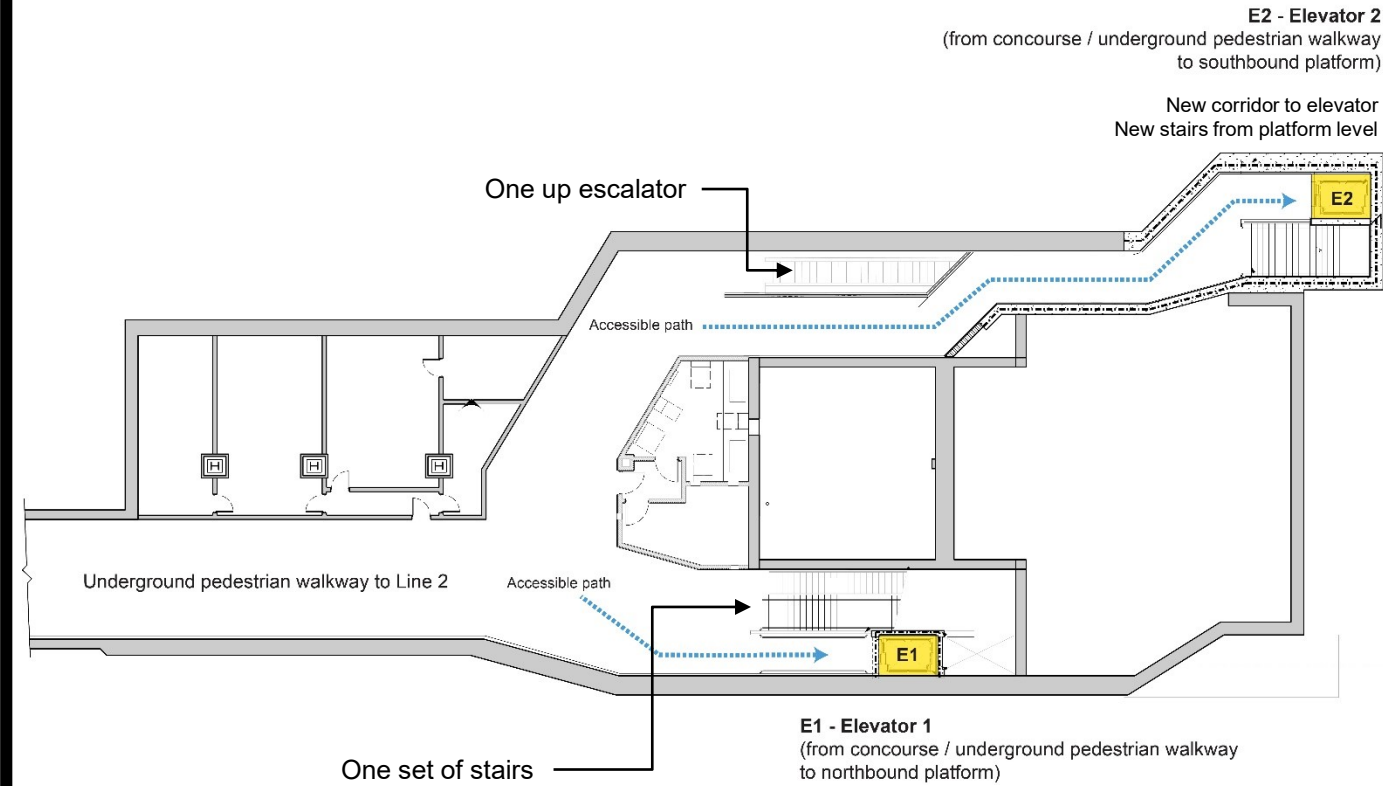 E2 - Elevator 2
(from concourse / underground pedestrian walkway
to southbound platform)
New corridor to elevator
New stairs from platform level
One up escalator
E2
Accessible path
H
H
H
Underground pedestrian walkway to Line 2
Accessible path
E1
E1 - Elevator 1
(from concourse / underground pedestrian walkway
to northbound platform)
One set of stairs